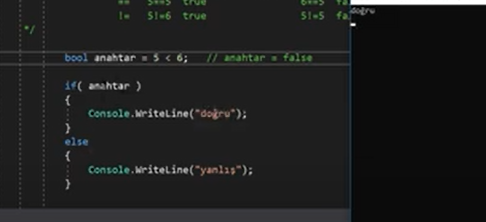 == 5==5 true 6==5 fa
!= 5!=6 true 5!=5 fa
*/
bool anahtar = 5 < 6; // anahtar = false
if( anahtar )
{
Console.WriteLine("doğru");
}
else
{
Console.WriteLine("yanlış");
}
doğru